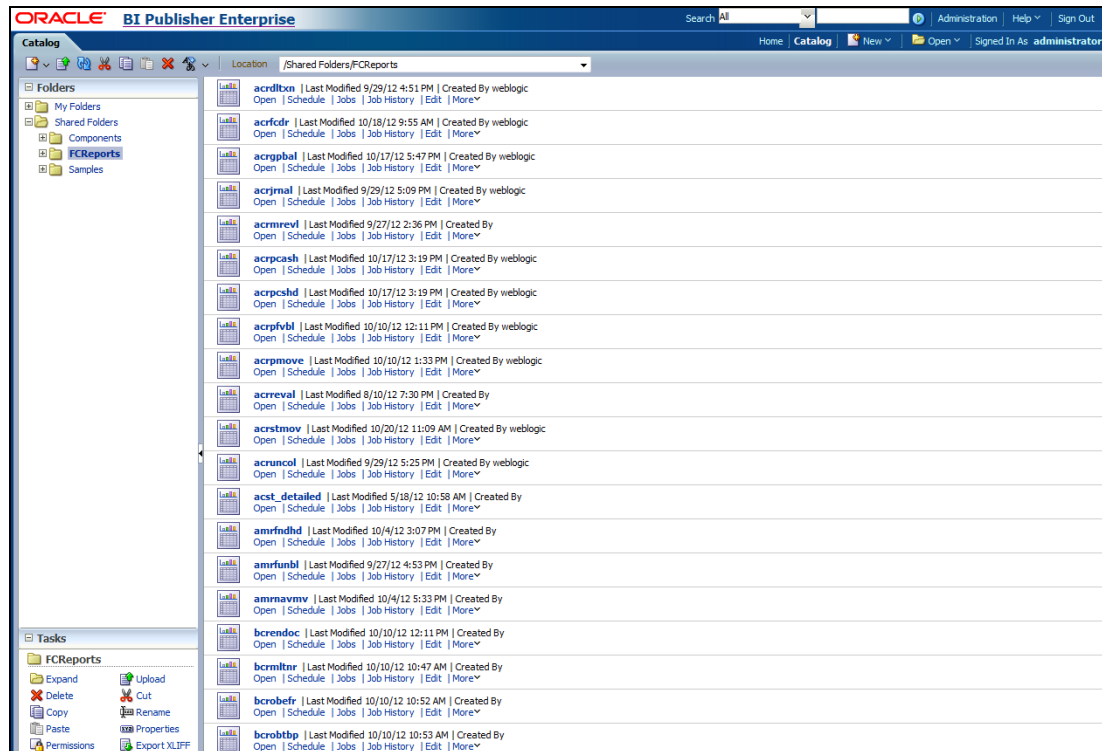 ORACLE BI Publisher Enterprise Search All Administration Help Sign Out
Catalog Home Catalog New Open Signed In As administrator
Location /Shared Folders/FCReports
Folders
My Folders
Shared Folders
Components
FCReports
Samples
acrdltxn | Last Modified 9/29/12 4:51 PM | Created By weblogic
Open | Schedule | Jobs | Job History | Edit | More
acrfcdr | Last Modified 10/18/12 9:55 AM | Created By weblogic
Open | Schedule | Jobs | Job History | Edit | More
acrgpbal | Last Modified 10/17/12 5:47 PM | Created By weblogic
Open | Schedule | Jobs | Job History | Edit | More
acrjrnal | Last Modified 9/29/12 5:09 PM | Created By weblogic
Open | Schedule | Jobs | Job History | Edit | More
acrmrevl | Last Modified 9/27/12 2:36 PM | Created By
Open | Schedule | Jobs | Job History | Edit | More
acrpcash | Last Modified 10/17/12 3:19 PM | Created By weblogic
Open | Schedule | Jobs | Job History | Edit | More
acrpcshd | Last Modified 10/17/12 3:19 PM | Created By weblogic
Open | Schedule | Jobs | Job History | Edit | More
acrpfvbl | Last Modified 10/10/12 12:11 PM | Created By weblogic
Open | Schedule | Jobs | Job History | Edit | More
acrpmove | Last Modified 10/10/12 1:33 PM | Created By weblogic
Open | Schedule | Jobs | Job History | Edit | More
acrreval | Last Modified 8/10/12 7:30 PM | Created By
Open | Schedule | Jobs | Job History | Edit | More
acrstmov | Last Modified 10/20/12 11:09 AM | Created By weblogic
Open | Schedule | Jobs | Job History | Edit | More
acruncol | Last Modified 9/29/12 5:25 PM | Created By weblogic
Open | Schedule | Jobs | Job History | Edit | More
acst_detailed | Last Modified 5/18/12 10:58 AM | Created By
Open | Schedule | Jobs | Job History | Edit | More
amrfndhd | Last Modified 10/4/12 3:07 PM | Created By
Open | Schedule | Jobs | Job History | Edit | More
amrfunbl | Last Modified 9/27/12 4:53 PM | Created By
Open | Schedule | Jobs | Job History | Edit | More
amrnavmv | Last Modified 10/4/12 5:33 PM | Created By
Open | Schedule | Jobs | Job History | Edit | More
bcrendoc | Last Modified 10/10/12 12:11 PM | Created By
Open | Schedule | Jobs | Job History | Edit | More
bcrmltnr | Last Modified 10/10/12 10:47 AM | Created By
Open | Schedule | Jobs | Job History | Edit | More
bcrobefr | Last Modified 10/10/12 10:52 AM | Created By
Open | Schedule | Jobs | Job History | Edit | More
bcrobtbp | Last Modified 10/10/12 10:53 AM | Created By
Open | Schedule | Jobs | Job History | Edit | More
Tasks
FCReports
Expand Upload
Delete Cut
Copy Rename
Paste Properties
Permissions Export XLIFF